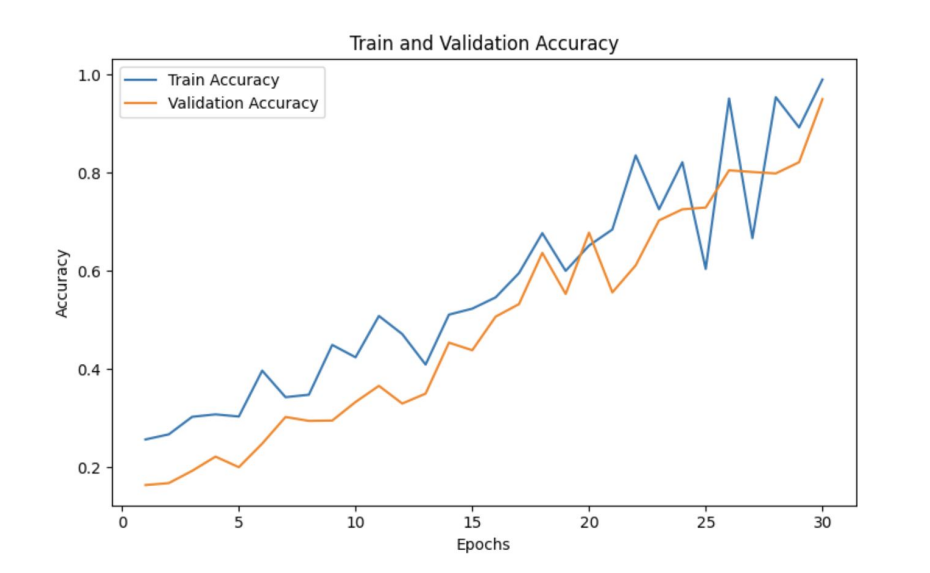 Train and Validation Accuracy
Train Accuracy
Validation Accuracy
1.0
0.8
0.6
0.4
0.2
Accuracy
0 5 10 15 20 25 30
Epochs